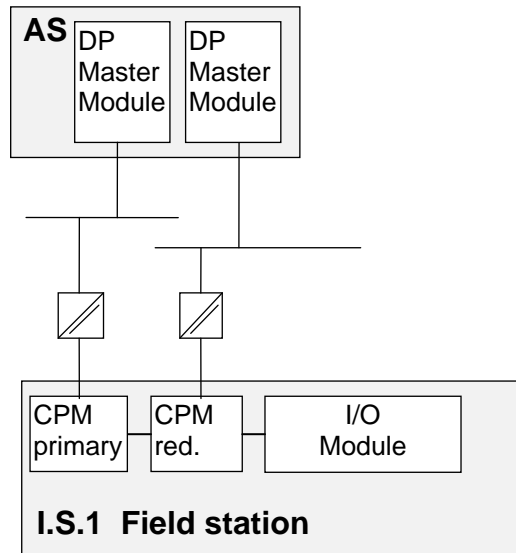 AS
DP
Master
Module
DP
Master
Module
CPM
primary
CPM
red.
I/O
Module
I.S.1 Field station